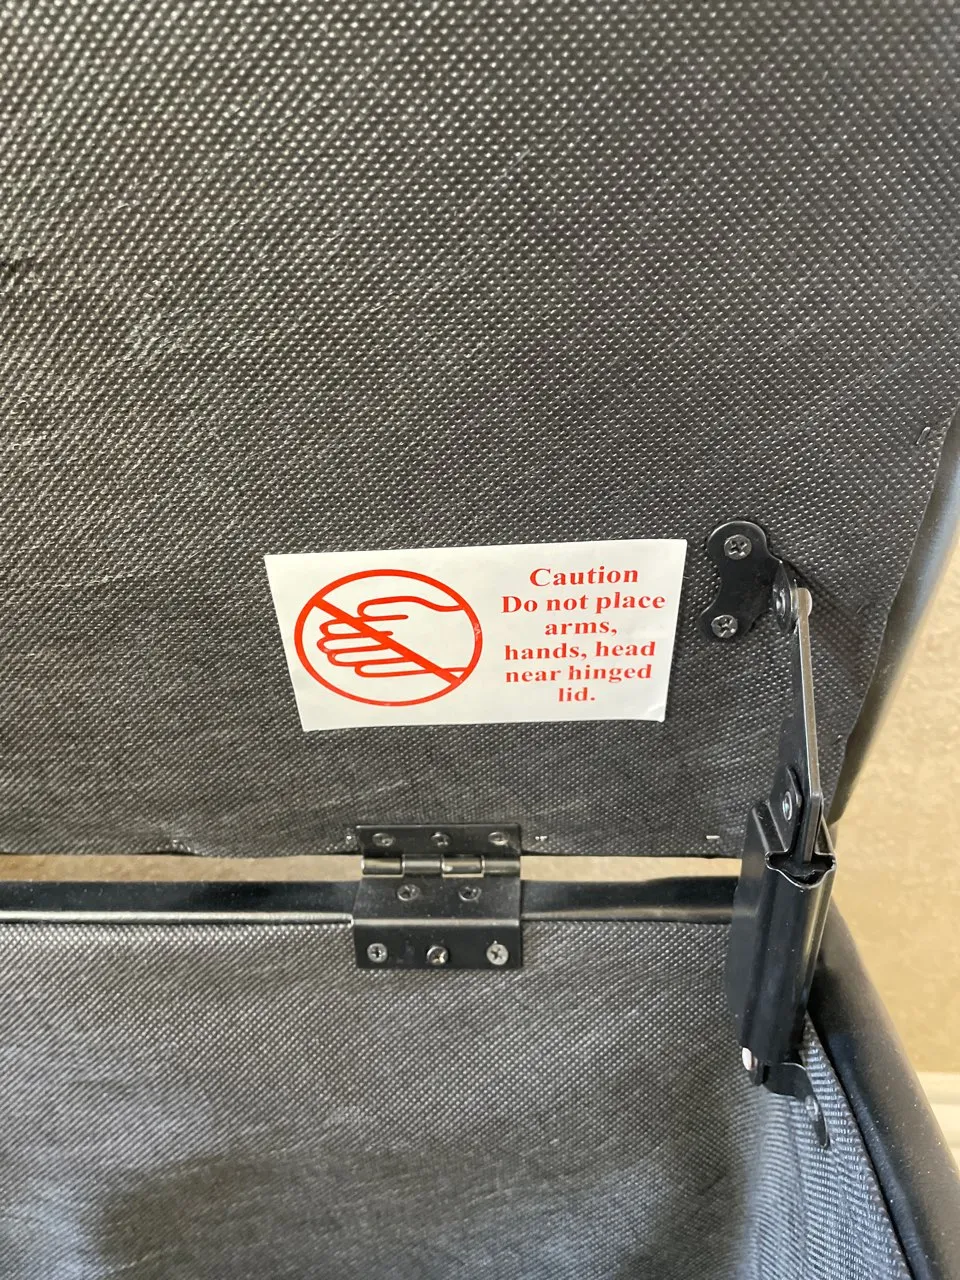 Caution
Do not place
arms,
hands, head
near hinged
lid.